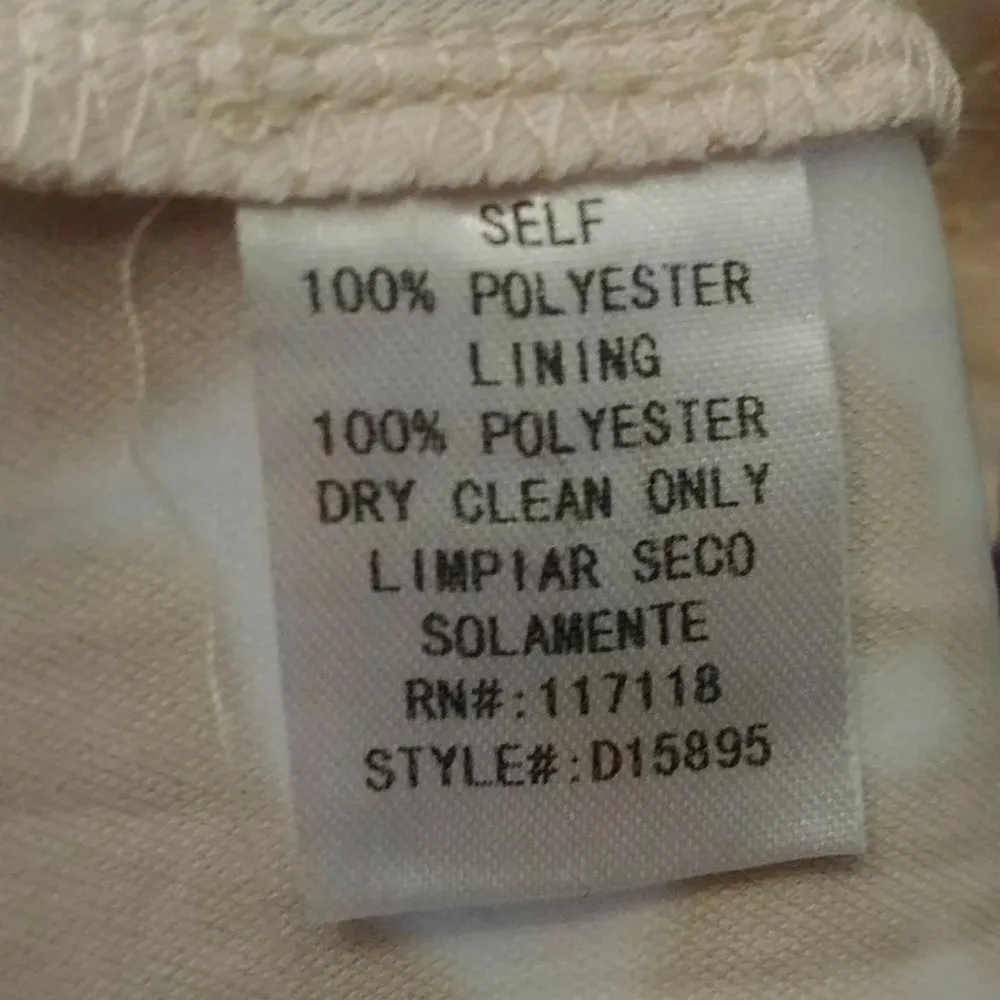 SELF
100% POLYESTER
LINING
100% POLYESTER
DRY CLEAN ONLY
LIMPIAR SECO
SOLAMENTE
RN#:117118
STYLE#:D15895